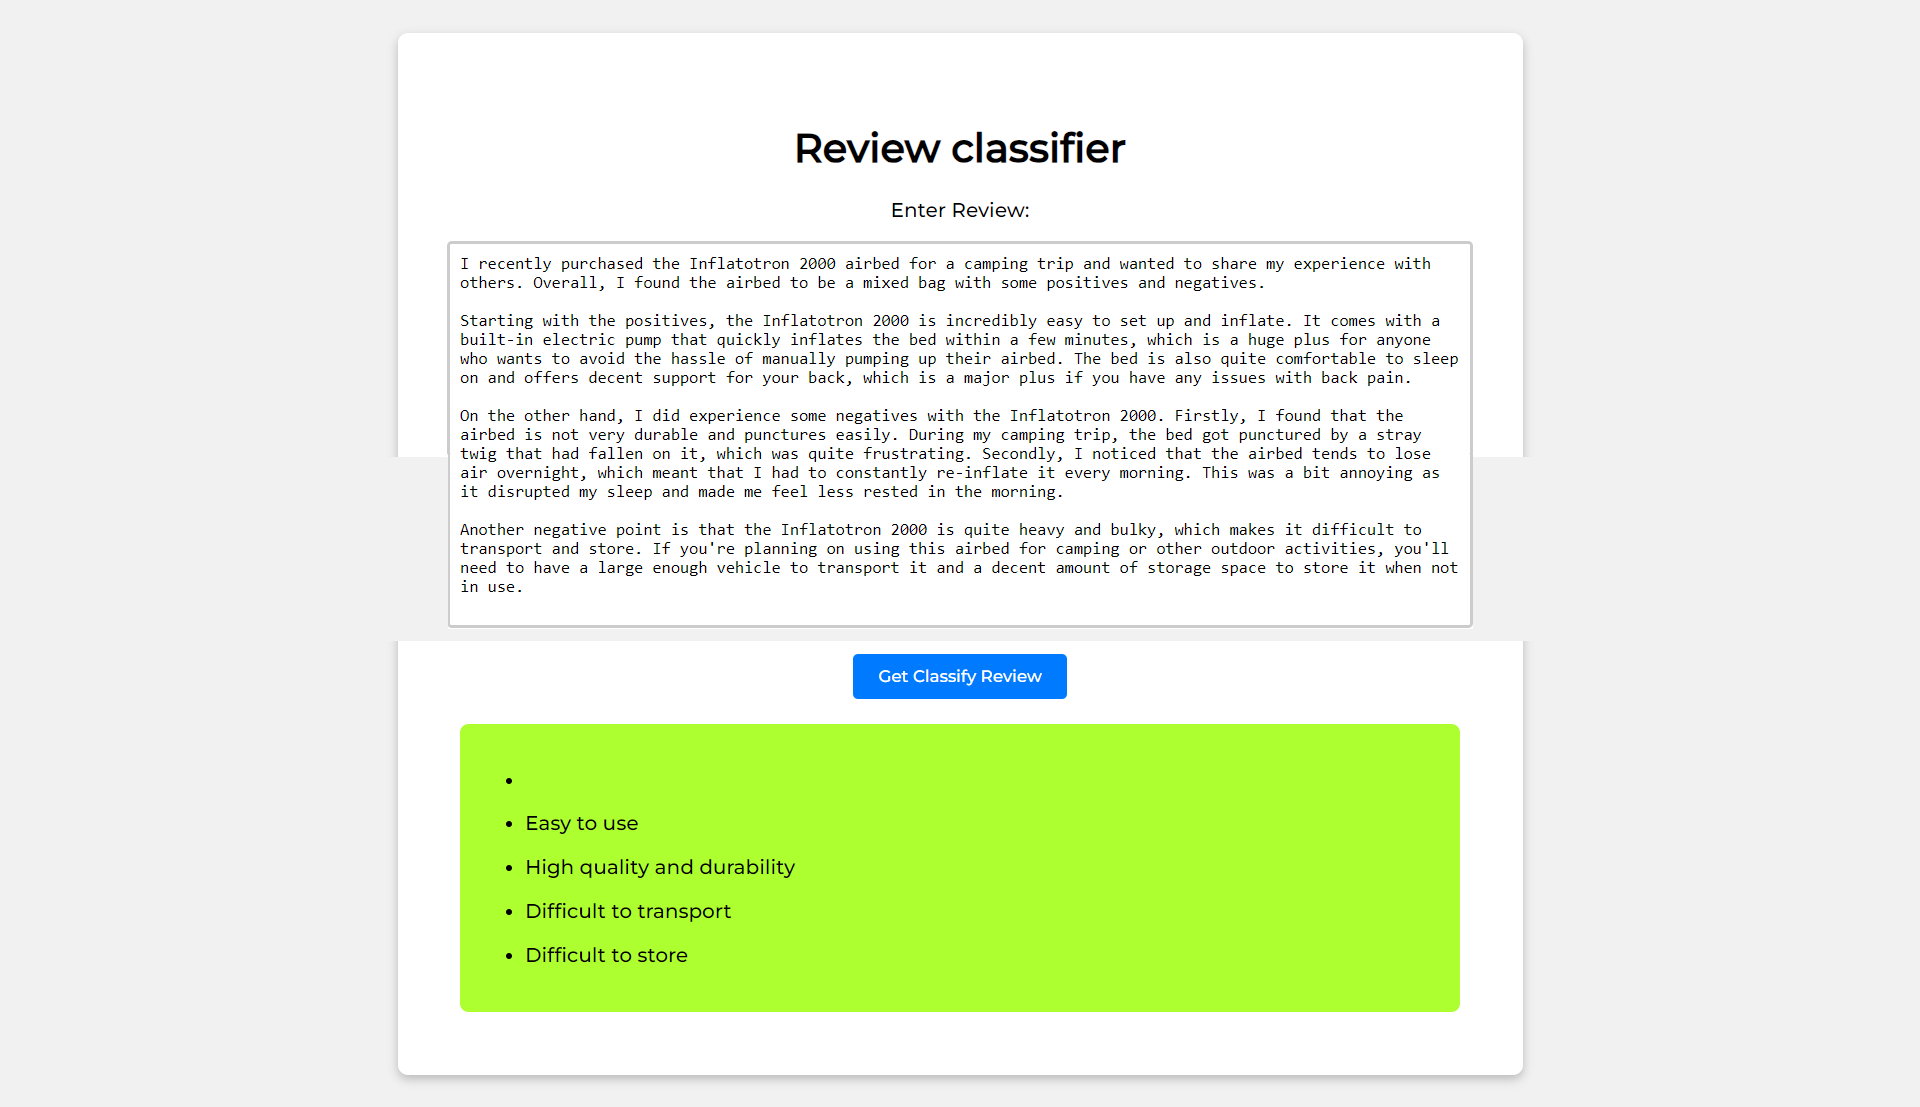 Review classifier
Enter Review:
I recently purchased the Inflatotron 2000 airbed for a camping trip and wanted to share my experience with
others. Overall, I found the airbed to be a mixed bag with some positives and negatives.
Starting with the positives, the Inflatotron 2000 is incredibly easy to set up and inflate. It comes with a
built-in electric pump that quickly inflates the bed within a few minutes, which is a huge plus for anyone
who wants to avoid the hassle of manually pumping up their airbed. The bed is also quite comfortable to sleep
on and offers decent support for your back, which is a major plus if you have any issues with back pain.
On the other hand, I did experience some negatives with the Inflatotron 2000. Firstly, I found that the
airbed is not very durable and punctures easily. During my camping trip, the bed got punctured by a stray
twig that had fallen on it, which was quite frustrating. Secondly, I noticed that the airbed tends to lose
air overnight, which meant that I had to constantly re-inflate it every morning. This was a bit annoying as
it disrupted my sleep and made me feel less rested in the morning.
Another negative point is that the Inflatotron 2000 is quite heavy and bulky, which makes it difficult to
transport and store. If you're planning on using this airbed for camping or other outdoor activities, you'll
need to have a large enough vehicle to transport it and a decent amount of storage space to store it when not
in use.
Get Classify Review
•
• Easy to use
• High quality and durability
• Difficult to transport
• Difficult to store